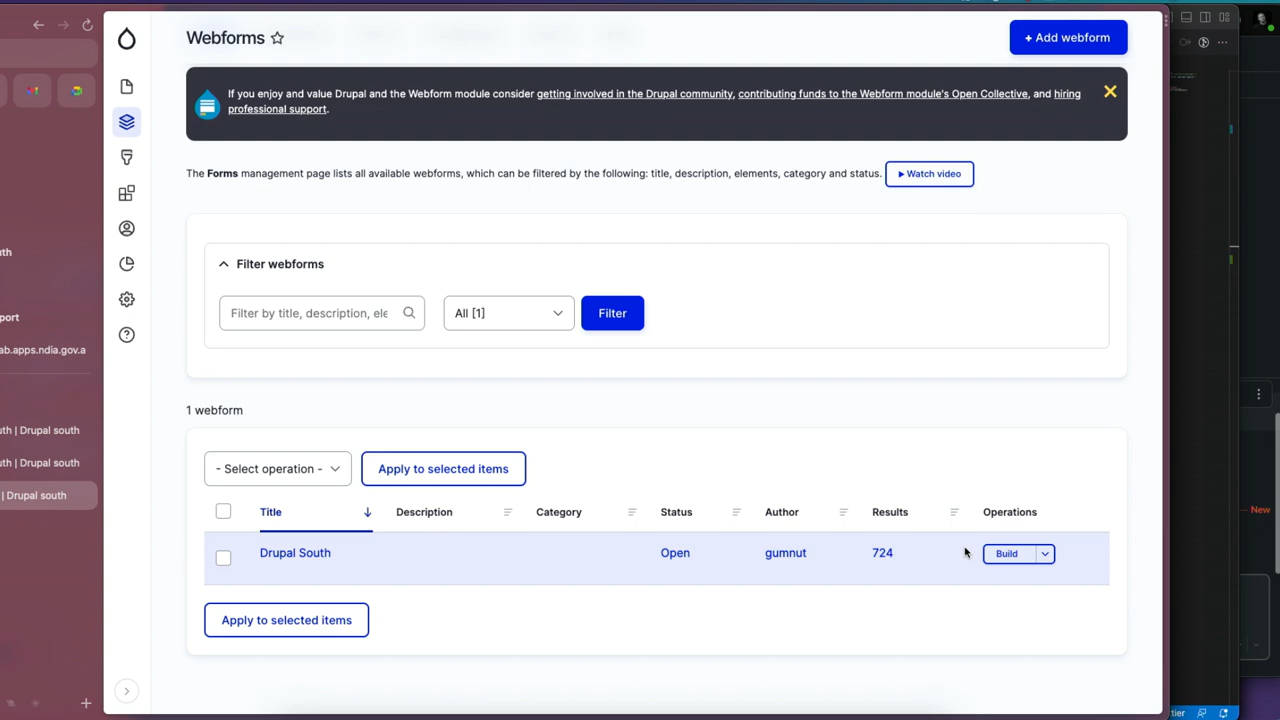 Webforms
+ Add webform
If you enjoy and value Drupal and the Webform module consider getting involved in the Drupal community, contributing funds to the Webform module's Open Collective, and hiring
professional support.
The Forms management page lists all available webforms, which can be filtered by the following: title, description, elements, category and status.
Watch video
Filter webforms
Filter by title, description, ele
All [1]
Filter
1 webform
- Select operation -
Apply to selected items
Title
Description
Category
Status
Author
Results
Operations
Drupal South
Open
gumnut
724
Build
Apply to selected items
uth
port
ab.apps.ndia.gov.a
uth | Drupal south
uth | Drupal south
| Drupal south
New
tier